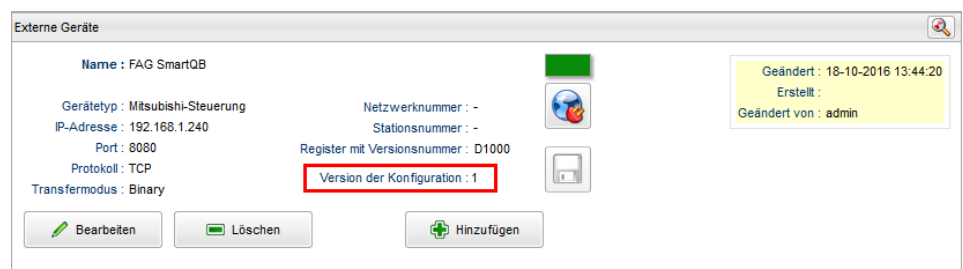 Externe Geräte
Name : FAG SmartQB
Gerätetyp : Mitsubishi-Steuerung
IP-Adresse : 192.168.1.240
Port : 8080
Protokoll : TCP
Transfermodus : Binary
Netzwerknummer : -
Stationsnummer : -
Register mit Versionsnummer : D1000
Version der Konfiguration : 1
Geändert : 18-10-2016 13:44:20
Erstellt :
Geändert von : admin
Bearbeiten
Löschen
Hinzufügen